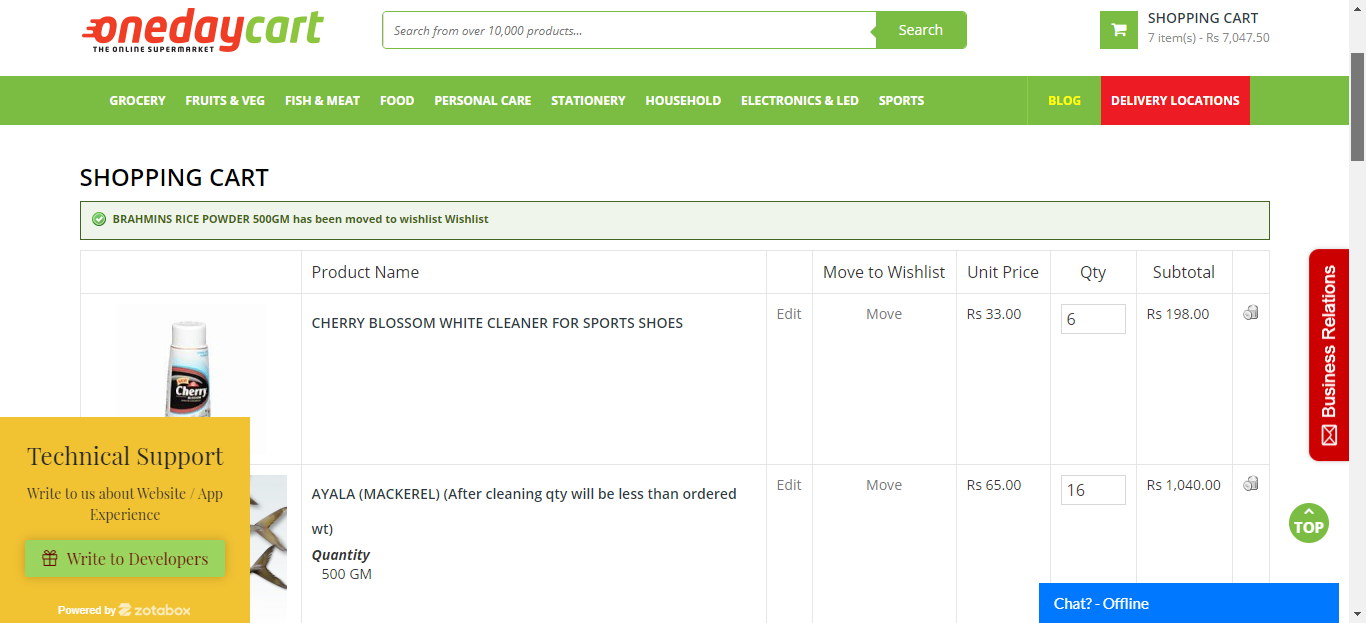 onedaycart
THE ONLINE SUPERMARKET
Search from over 10,000 products...
Search
SHOPPING CART
7 item(s) - Rs 7,047.50
GROCERY FRUITS & VEG FISH & MEAT FOOD PERSONAL CARE STATIONERY HOUSEHOLD ELECTRONICS & LED SPORTS BLOG DELIVERY LOCATIONS
SHOPPING CART
BRAHMINS RICE POWDER 500GM has been moved to wishlist Wishlist
Product Name Move to Wishlist Unit Price Qty Subtotal
CHERRY BLOSSOM WHITE CLEANER FOR SPORTS SHOES Edit Move Rs 33.00 6 Rs 198.00
Cherry
AYALA (MACKEREL) (After cleaning qty will be less than ordered
wt)
Edit Move Rs 65.00 16 Rs 1,040.00
Quantity
500 GM
Technical Support
Write to us about Website / App
Experience
Write to Developers
Powered by zotabox
Business Relations
TOP
Chat? - Offline